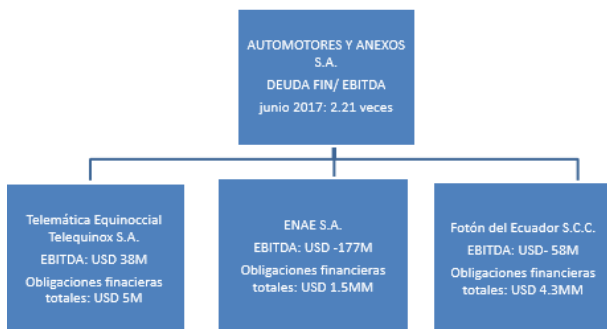 AUTOMOTORES Y ANEXOS
S.A.
DEUDA FIN/ EBITDA
junio 2017: 2.21 veces
Telemática Equinoccial
Telequinox S.A.
EBITDA: USD 38M
Obligaciones finacieras
totales: USD 5M
ENAE S.A.
EBITDA: USD -177M
Obligaciones financieras
totales: USD 1.5MM
Fotón del Ecuador S.C.C.
EBITDA: USD- 58M
Obligaciones financieras
totales: USD 4.3MM